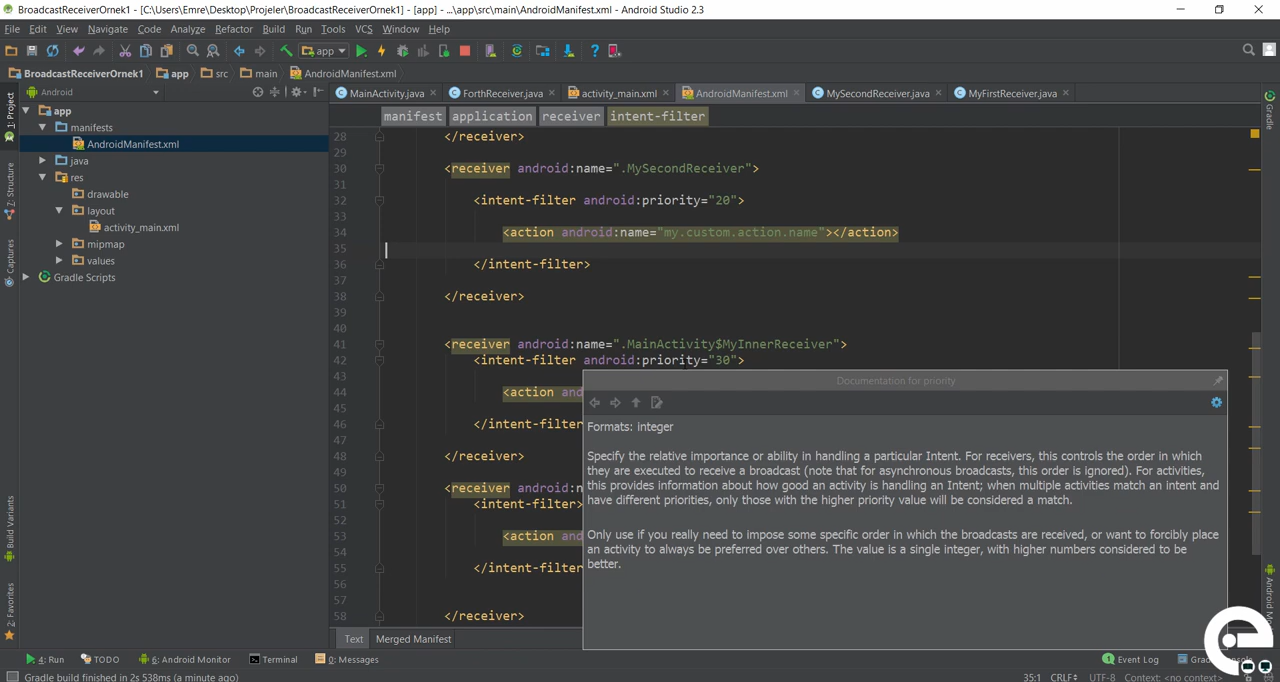 BroadcastReceiverOrnek1 - [C:\Users\Emre\Desktop\Projeler\BroadcastReceiverOrnek1] - [app] - ...\app\src\main\AndroidManifest.xml - Android Studio 2.3
File Edit View Navigate Code Analyze Refactor Build Run Tools VCS Window Help
app
BroadcastReceiverOrnek1 app src main AndroidManifest.xml
1: Project
Z: Structure
Captures
Build Variants
2: Favorites
Android
app
manifests
AndroidManifest.xml
java
res
drawable
layout
activity_main.xml
mipmap
values
Gradle Scripts
MainActivity.java ForthReceiver.java activity_main.xml AndroidManifest.xml MySecondReceiver.java MyFirstReceiver.java
manifest application receiver intent-filter
28 </receiver>
29
30 <receiver android:name=".MySecondReceiver">
31
32 <intent-filter android:priority="20">
33
34 <action android:name="my.custom.action.name"></action>
35
36 </intent-filter>
37
38 </receiver>
39
40
41 <receiver android:name=".MainActivity$MyInnerReceiver">
42 <intent-filter android:priority="30">
43
44 <action and
45
46 </intent-filter
47
48 </receiver>
49
50 <receiver android:n
51 <intent-filter
52
53 <action and
54
55 </intent-filter
56
57
58 </receiver>
Documentation for priority
Formats: integer
Specify the relative importance or ability in handling a particular Intent. For receivers, this controls the order in which
they are executed to receive a broadcast (note that for asynchronous broadcasts, this order is ignored). For activities,
this provides information about how good an activity is handling an Intent; when multiple activities match an intent and
have different priorities, only those with the higher priority value will be considered a match.
Only use if you really need to impose some specific order in which the broadcasts are received, or want to forcibly place
an activity to always be preferred over others. The value is a single integer, with higher numbers considered to be
better.
Gradle
Text Merged Manifest
4: Run TODO 6: Android Monitor Terminal 0: Messages Event Log
Gradle build finished in 2s 538ms (a minute ago) 35:1 CRLF UTF-8 Context: <no context>